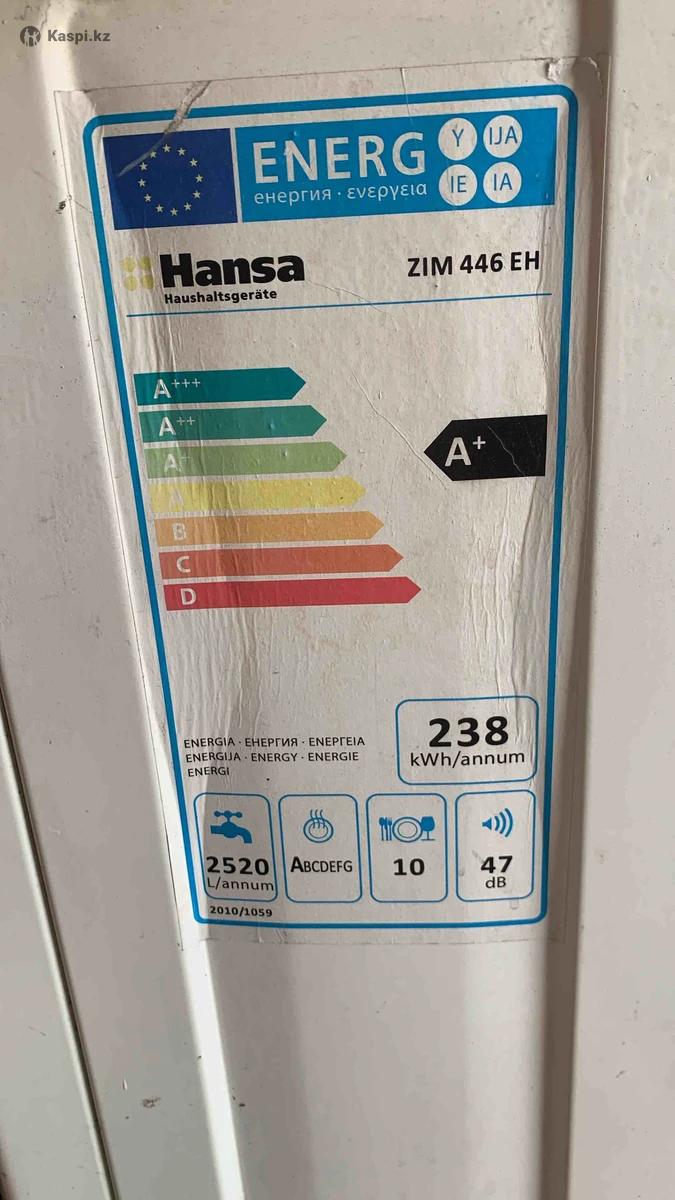 Kaspi.kz
ENERG
енергия · ενεργεια
Y IJA
IE IA
Hansa
Haushaltsgeräte
ZIM 446 EH
A+++
A++
A+
A
B
C
D
A+
ENERGIA · ЕНЕРГИЯ · ΕΝΕΡΓΕΙΑ
ENERGIJA · ENERGY · ENERGIE
ENERGI
238
kWh/annum
2520
L/annum
ABCDEFG
10
47
dB
2010/1059